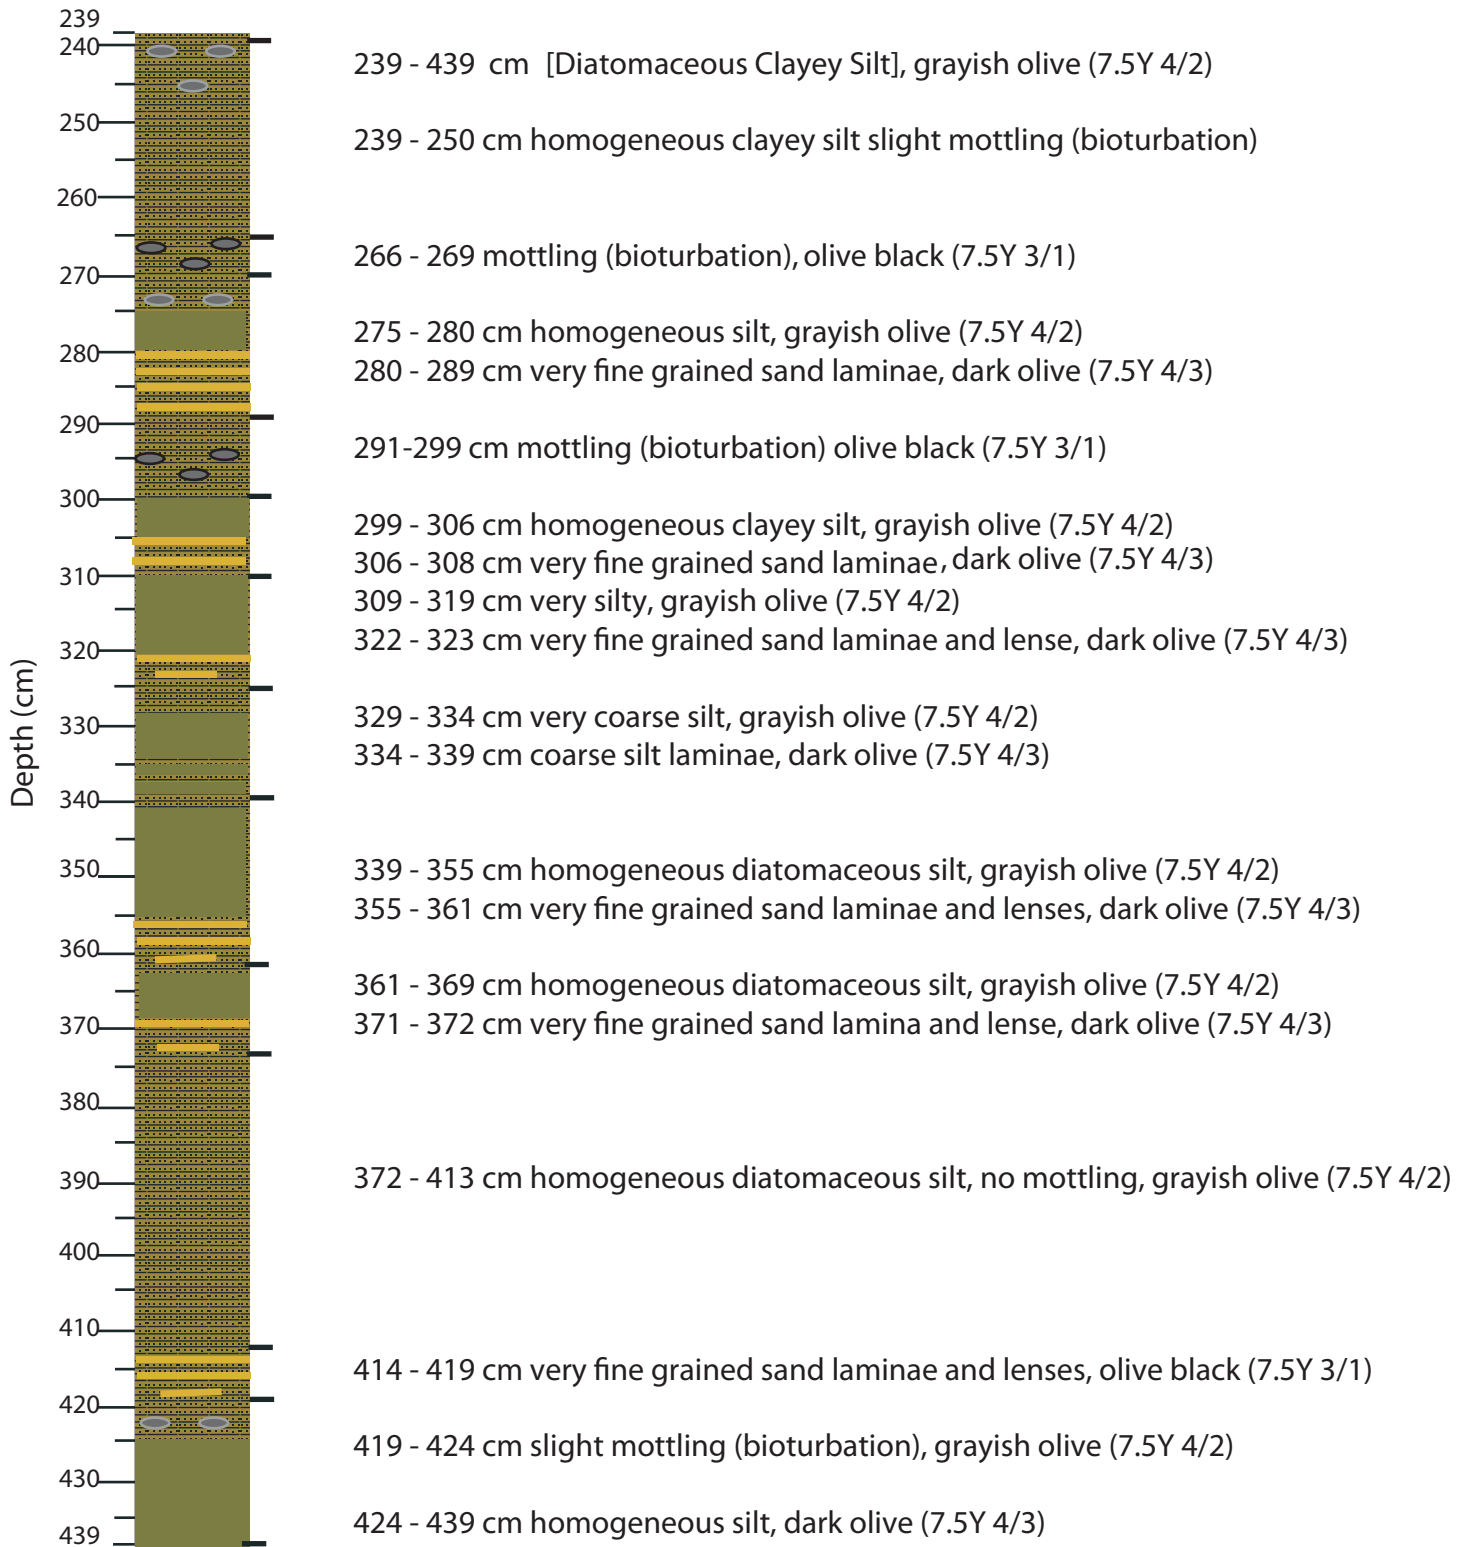 239
240
239 - 439 cm [Diatomaceous Clayey Silt], grayish olive (7.5Y 4/2)
250
239 - 250 cm homogeneous clayey silt slight mottling (bioturbation)
260
266 - 269 mottling (bioturbation), olive black (7.5Y 3/1)
270
275 - 280 cm homogeneous silt, grayish olive (7.5Y 4/2)
280
280 - 289 cm very fine grained sand laminae, dark olive (7.5Y 4/3)
290
291-299 cm mottling (bioturbation) olive black (7.5Y 3/1)
300
299 - 306 cm homogeneous clayey silt, grayish olive (7.5Y 4/2)
306 - 308 cm very fine grained sand laminae, dark olive (7.5Y 4/3)
310
309 - 319 cm very silty, grayish olive (7.5Y 4/2)
322 - 323 cm very fine grained sand laminae and lense, dark olive (7.5Y 4/3)
320
Depth (cm)
329 - 334 cm very coarse silt, grayish olive (7.5Y 4/2)
330
334 - 339 cm coarse silt laminae, dark olive (7.5Y 4/3)
340
339 - 355 cm homogeneous diatomaceous silt, grayish olive (7.5Y 4/2)
350
355 - 361 cm very fine grained sand laminae and lenses, dark olive (7.5Y 4/3)
360
361 - 369 cm homogeneous diatomaceous silt, grayish olive (7.5Y 4/2)
371 - 372 cm very fine grained sand lamina and lense, dark olive (7.5Y 4/3)
370
380
372 - 413 cm homogeneous diatomaceous silt, no mottling, grayish olive (7.5Y 4/2)
390
400
410
414 - 419 cm very fine grained sand laminae and lenses, olive black (7.5Y 3/1)
420
419 - 424 cm slight mottling (bioturbation), grayish olive (7.5Y 4/2)
430
424 - 439 cm homogeneous silt, dark olive (7.5Y 4/3)
439